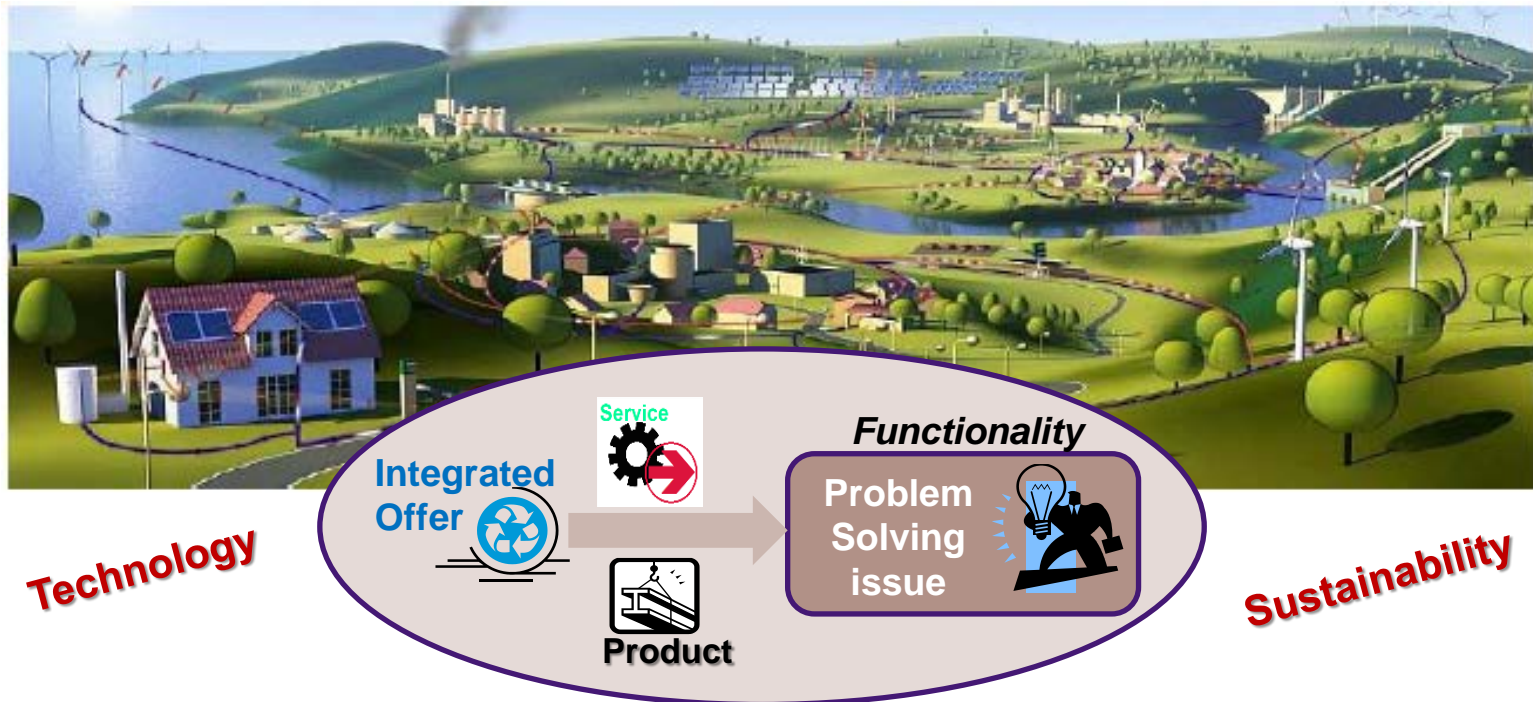 Service
Functionality
Integrated
Offer
Problem
Solving
issue
Technology
Sustainability
Product